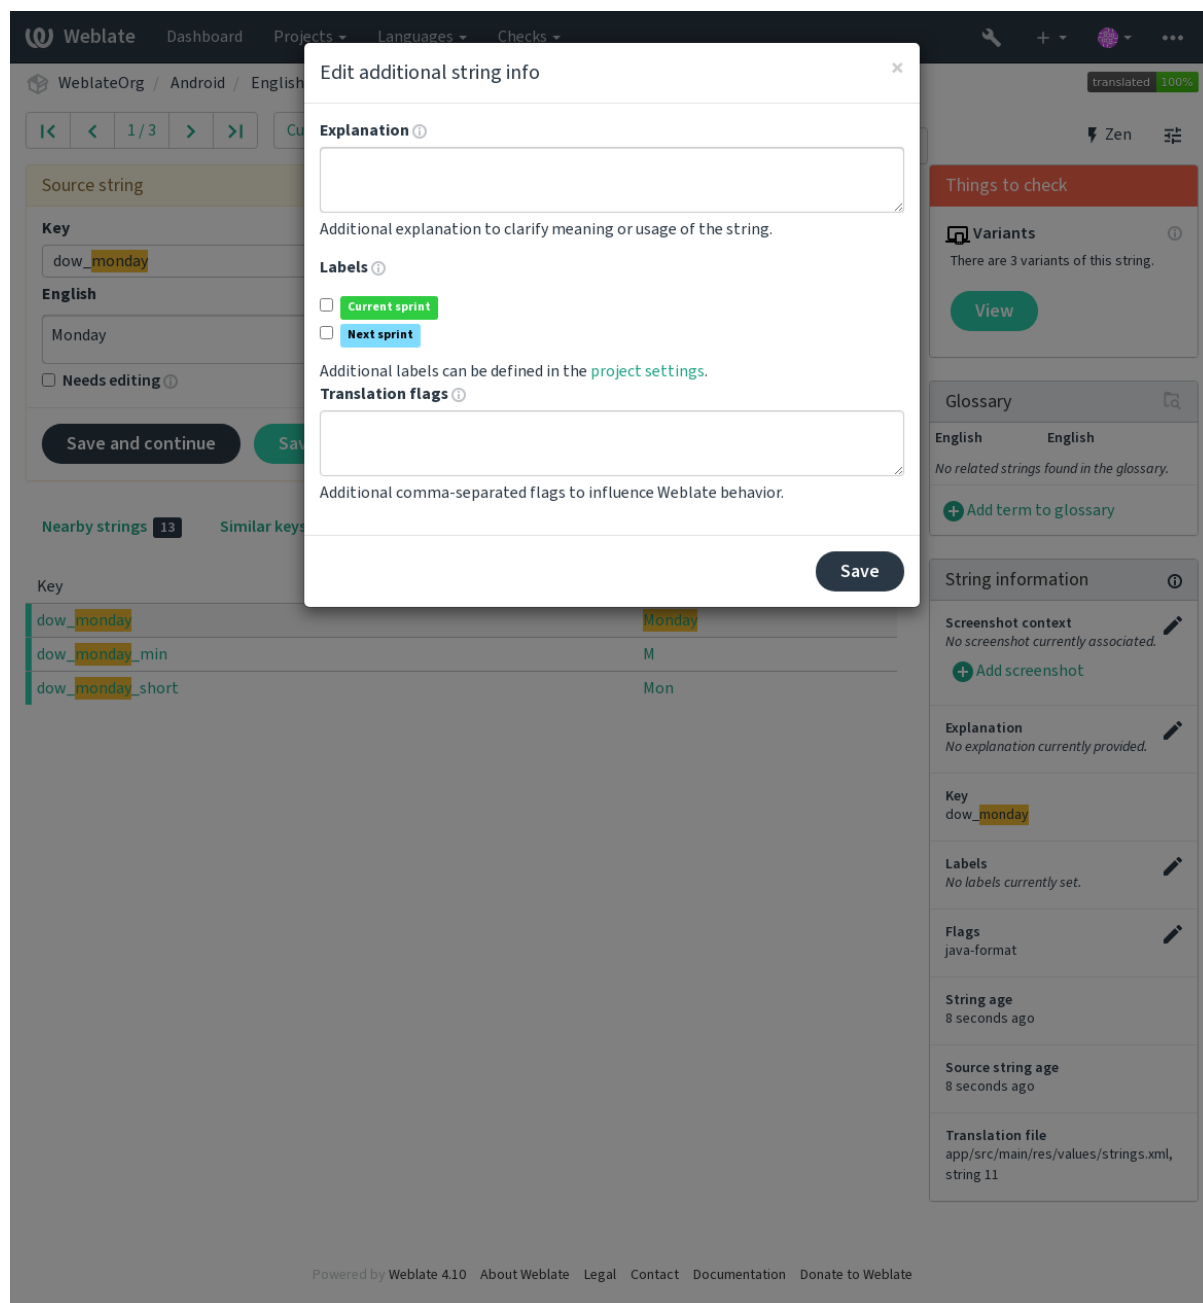 Weblate Dashboard Projects Languages Checks
WeblateOrg / Android / English
translated 100%
1 / 3
Cu
Zen
Edit additional string info
×
Explanation
Additional explanation to clarify meaning or usage of the string.
Labels
Current sprint
Next sprint
Additional labels can be defined in the project settings.
Translation flags
Additional comma-separated flags to influence Weblate behavior.
Save
Source string
Key
dow_monday
English
Monday
Needs editing
Save and continue
Sav
Nearby strings 13 Similar keys
Key
dow_monday Monday
dow_monday_min M
dow_monday_short Mon
Things to check
Variants
There are 3 variants of this string.
View
Glossary
English English
No related strings found in the glossary.
Add term to glossary
String information
Screenshot context
No screenshot currently associated.
Add screenshot
Explanation
No explanation currently provided.
Key
dow_monday
Labels
No labels currently set.
Flags
java-format
String age
8 seconds ago
Source string age
8 seconds ago
Translation file
app/src/main/res/values/strings.xml,
string 11
Powered by Weblate 4.10 About Weblate Legal Contact Documentation Donate to Weblate